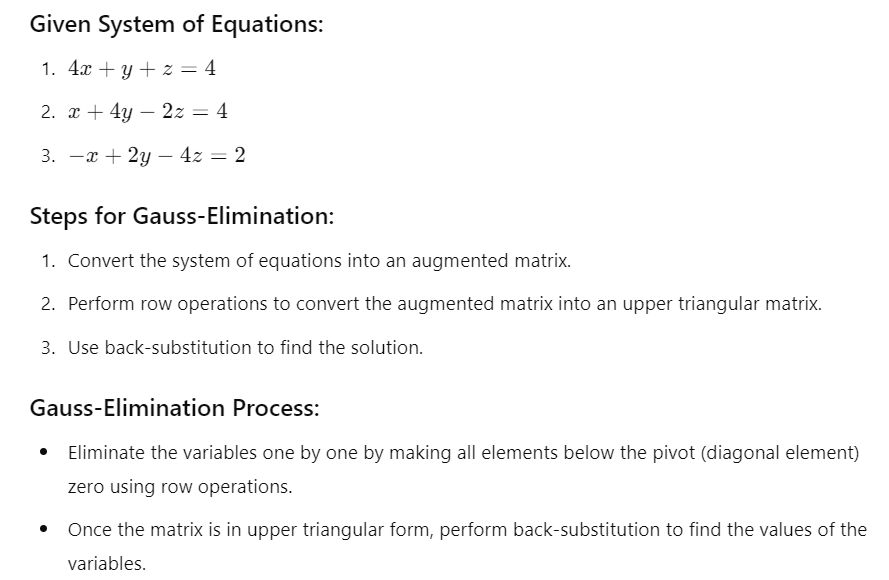 Given System of Equations:
1. 4x + y + z = 4
2. x + 4y − 2z = 4
3. −x + 2y − 4z = 2
Steps for Gauss-Elimination:
1. Convert the system of equations into an augmented matrix.
2. Perform row operations to convert the augmented matrix into an upper triangular matrix.
3. Use back-substitution to find the solution.
Gauss-Elimination Process:
• Eliminate the variables one by one by making all elements below the pivot (diagonal element)
zero using row operations.
• Once the matrix is in upper triangular form, perform back-substitution to find the values of the
variables.